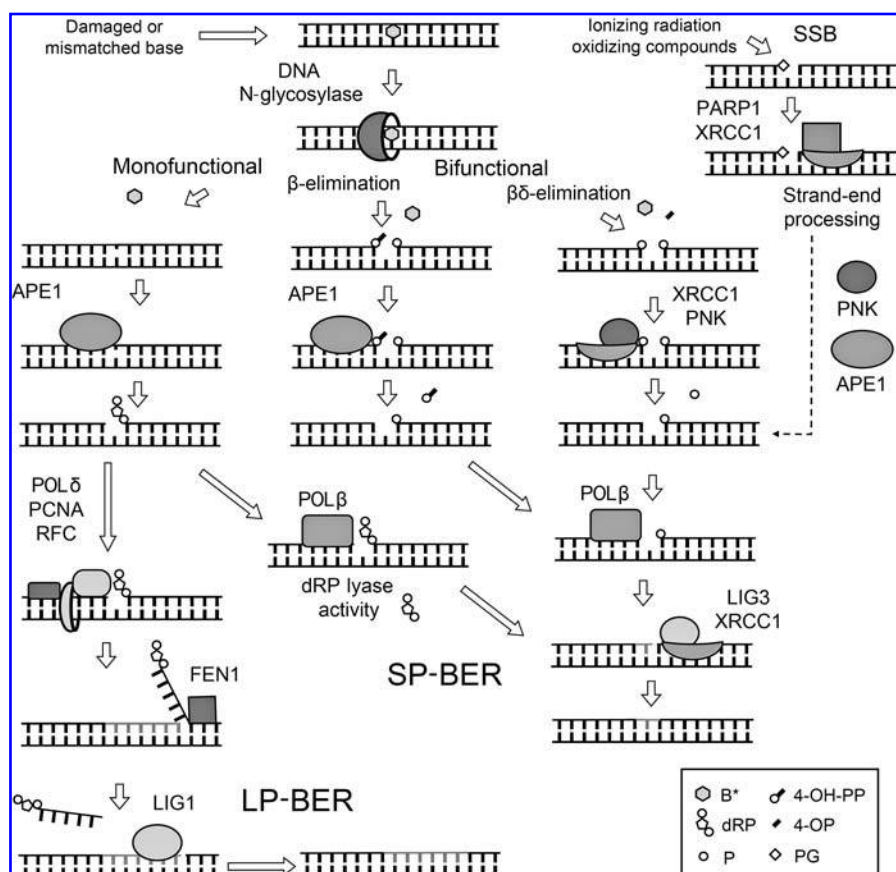 Damaged or
mismatched base
DNA
N-glycosylase
Ionizing radiation
oxidizing compounds
SSB
PARP1
XRCC1
Monofunctional
β-elimination
Bifunctional
βδ-elimination
Strand-end
processing
APE1
APE1
XRCC1
PNK
PNK
APE1
POLδ
PCNA
RFC
POLβ
dRP lyase
activity
POLβ
LIG3
XRCC1
FEN1
SP-BER
LIG1
LP-BER
B*
4-OH-PP
dRP
4-OP
P
PG